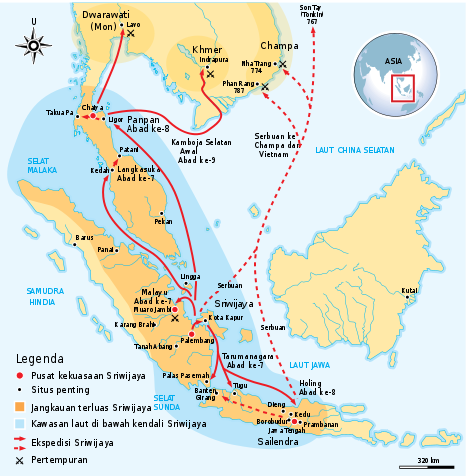 Dwarawati
(Mon)
Lavo
U
Son Tay
(Tonkin)
767
Khmer
Indrapura
Champa
Nha Trang
774
Phan Rang
787
ASIA
Chaiya
Takua Pa
Ligor
Panpan
Abad ke-8
Kamboja Selatan
Awal
Abad ke-9
Serbuan ke
Champa dan
Vietnam
LAUT CHINA SELATAN
SELAT
MALAKA
Patani
Kedah
Langkasuka
Abad ke-7
Pekan
Barus
Panai
SAMUDRA
HINDIA
Lingga
Serbuan
Malayu
Abad ke-7
Muaro Jambi
Sriwijaya
Kota Kapur
Karang Brahi
Palembang
Tanah Abang
Kutai
Serbuan
Tarumanagara
Abad ke-7
LAUT JAWA
Palas Pasemah
Banten
Girang
Tugu
SELAT
SUNDA
Holing
Abad ke-8
Dieng
Kedu
Borobudur
Prambanan
Jawa Tengah
Sailendra
Legenda
Pusat kekuasaan Sriwijaya
Situs penting
Jangkauan terluas Sriwijaya
Kawasan laut di bawah kendali Sriwijaya
Ekspedisi Sriwijaya
Pertempuran
320 km